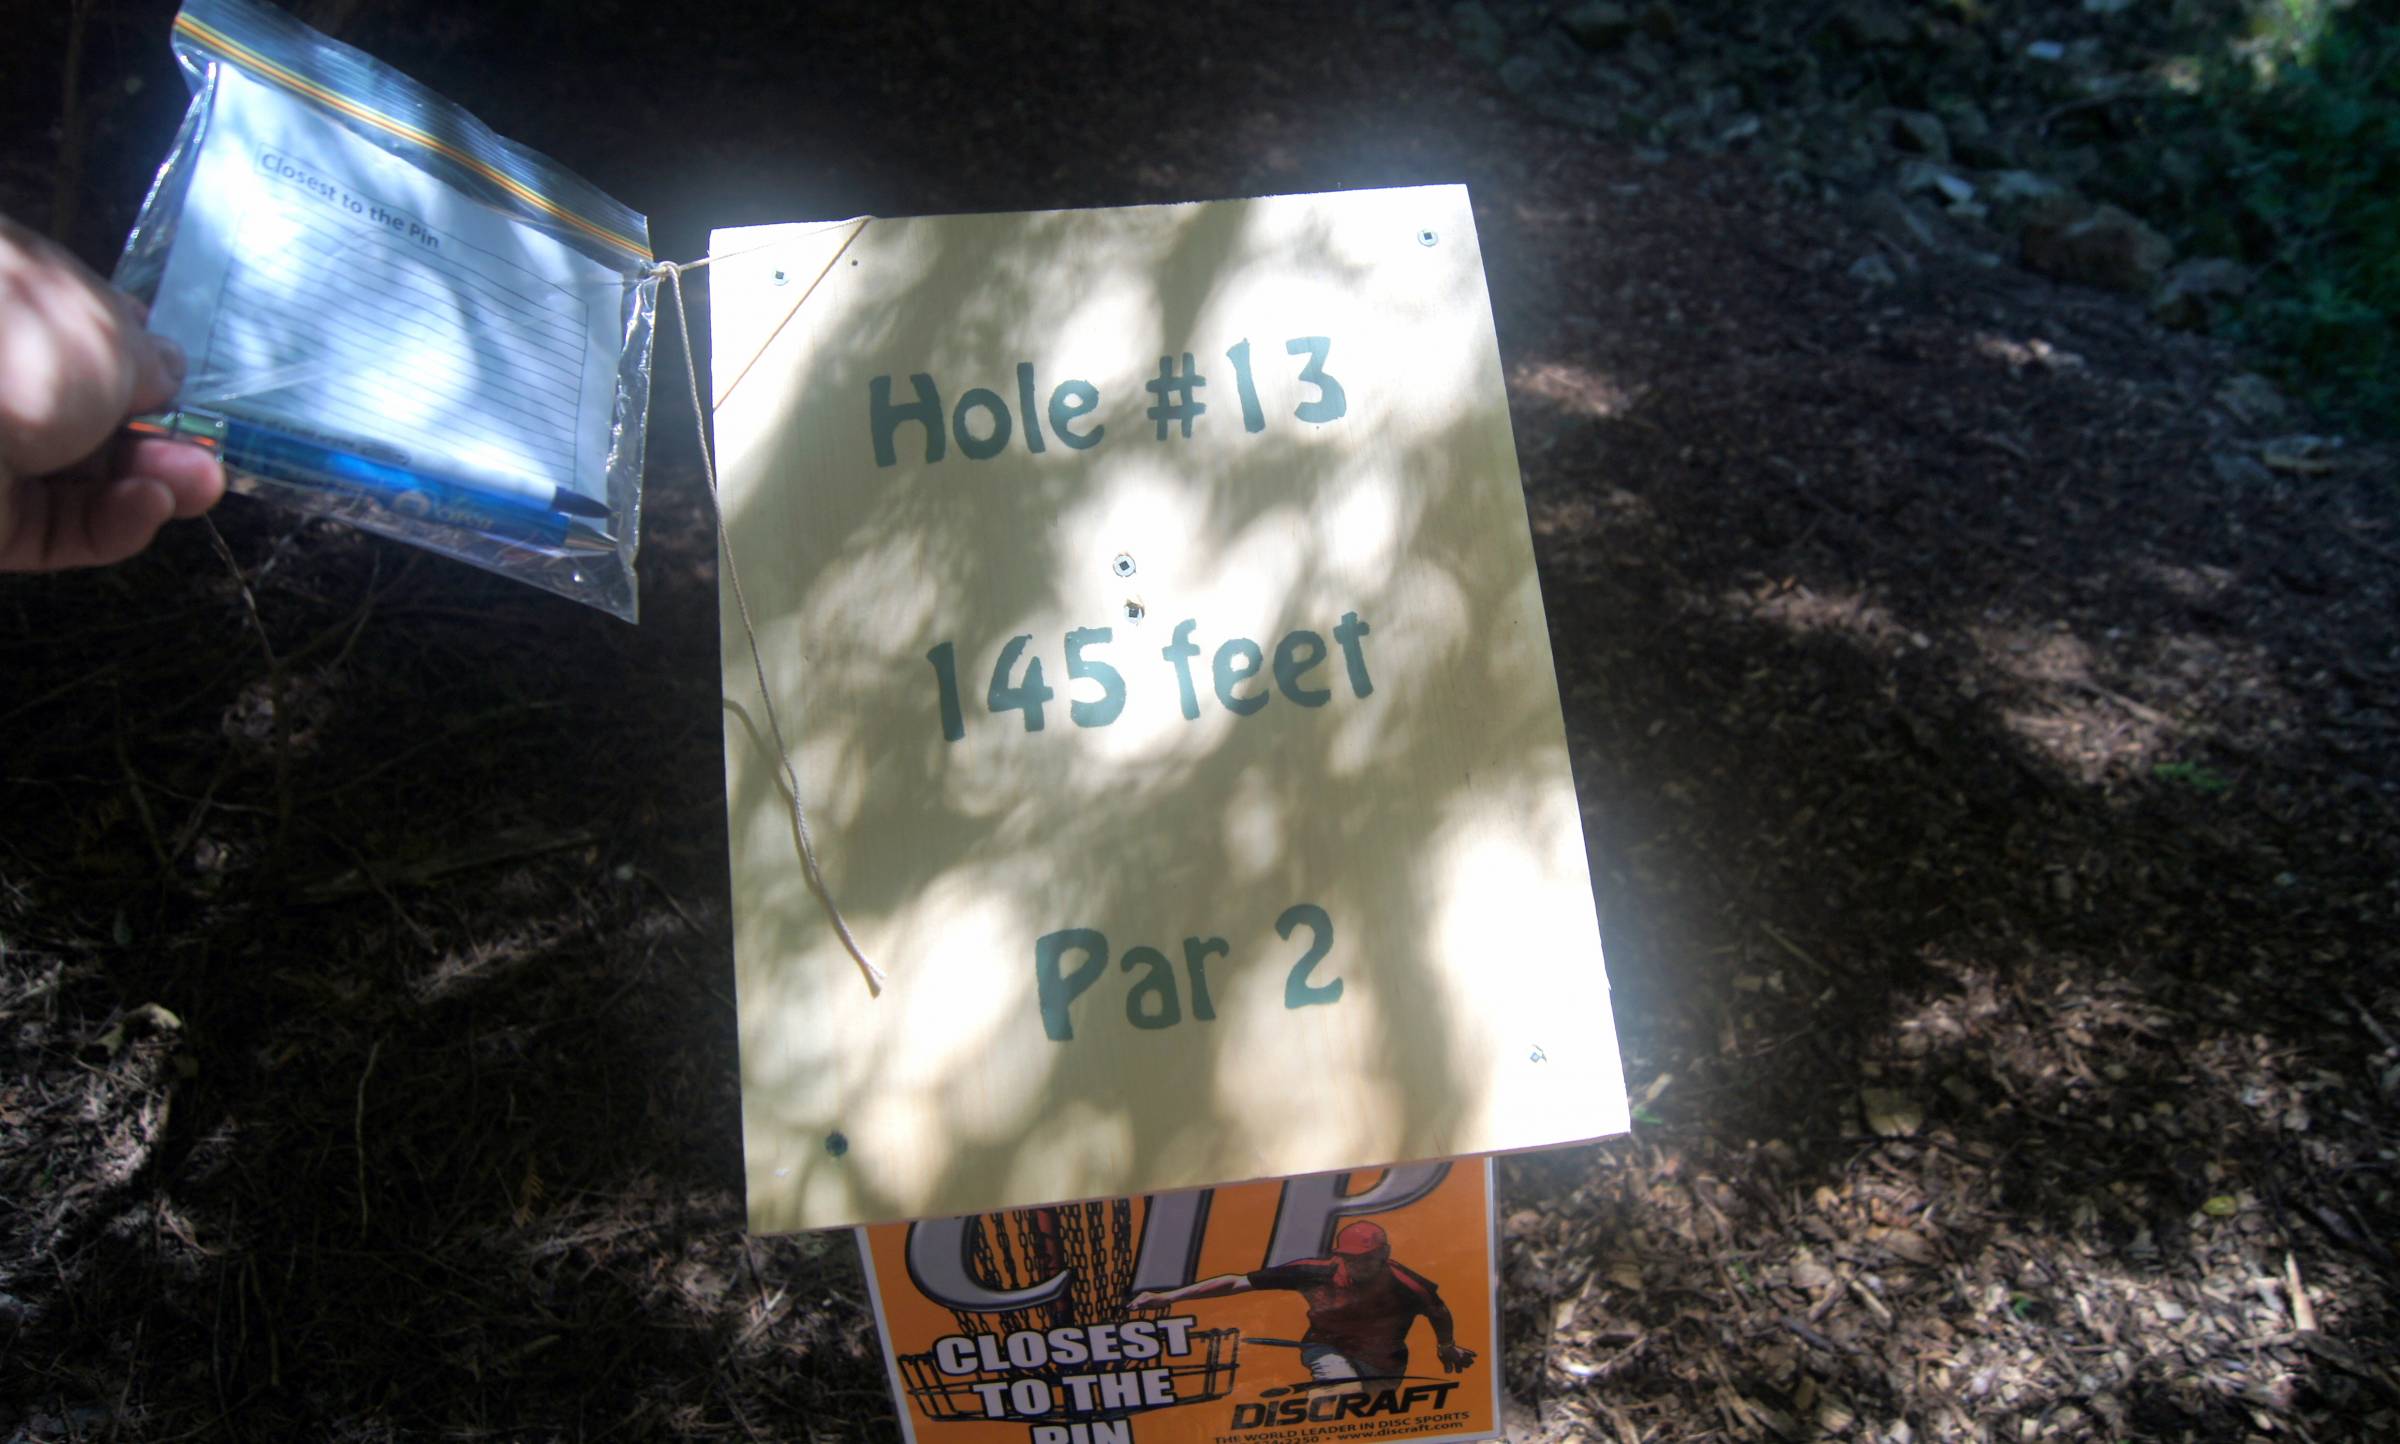 Closest to the Pin
Hole #13
145 feet
Par 2
CTP
CLOSEST
TO THE
PIN
DISCRAFT
THE WORLD LEADER IN DISC SPORTS
www.discraft.com